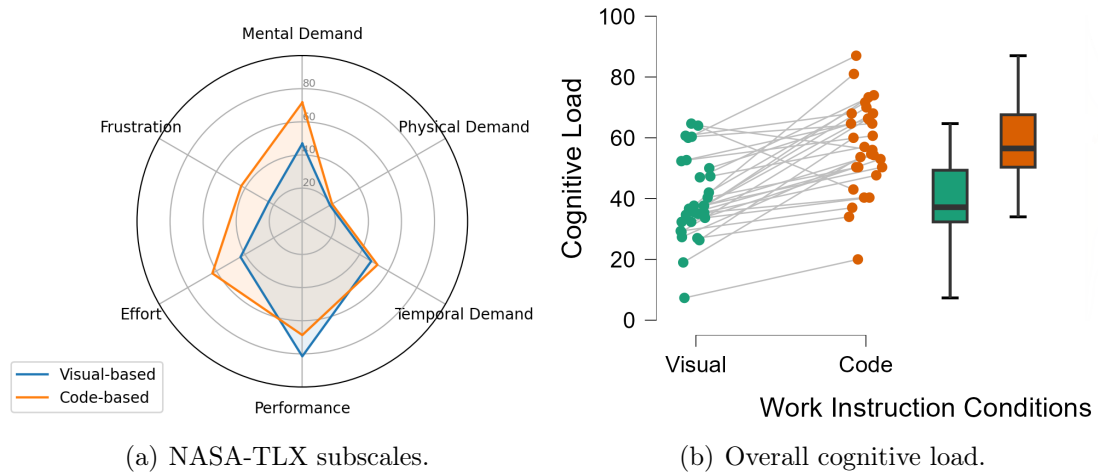 Mental Demand
80
60
40
20
Frustration
Physical Demand
Effort
Temporal Demand
Performance
Visual-based
Code-based
(a) NASA-TLX subscales.
100
80
60
40
20
0
Cognitive Load
Visual
Code
Work Instruction Conditions
(b) Overall cognitive load.